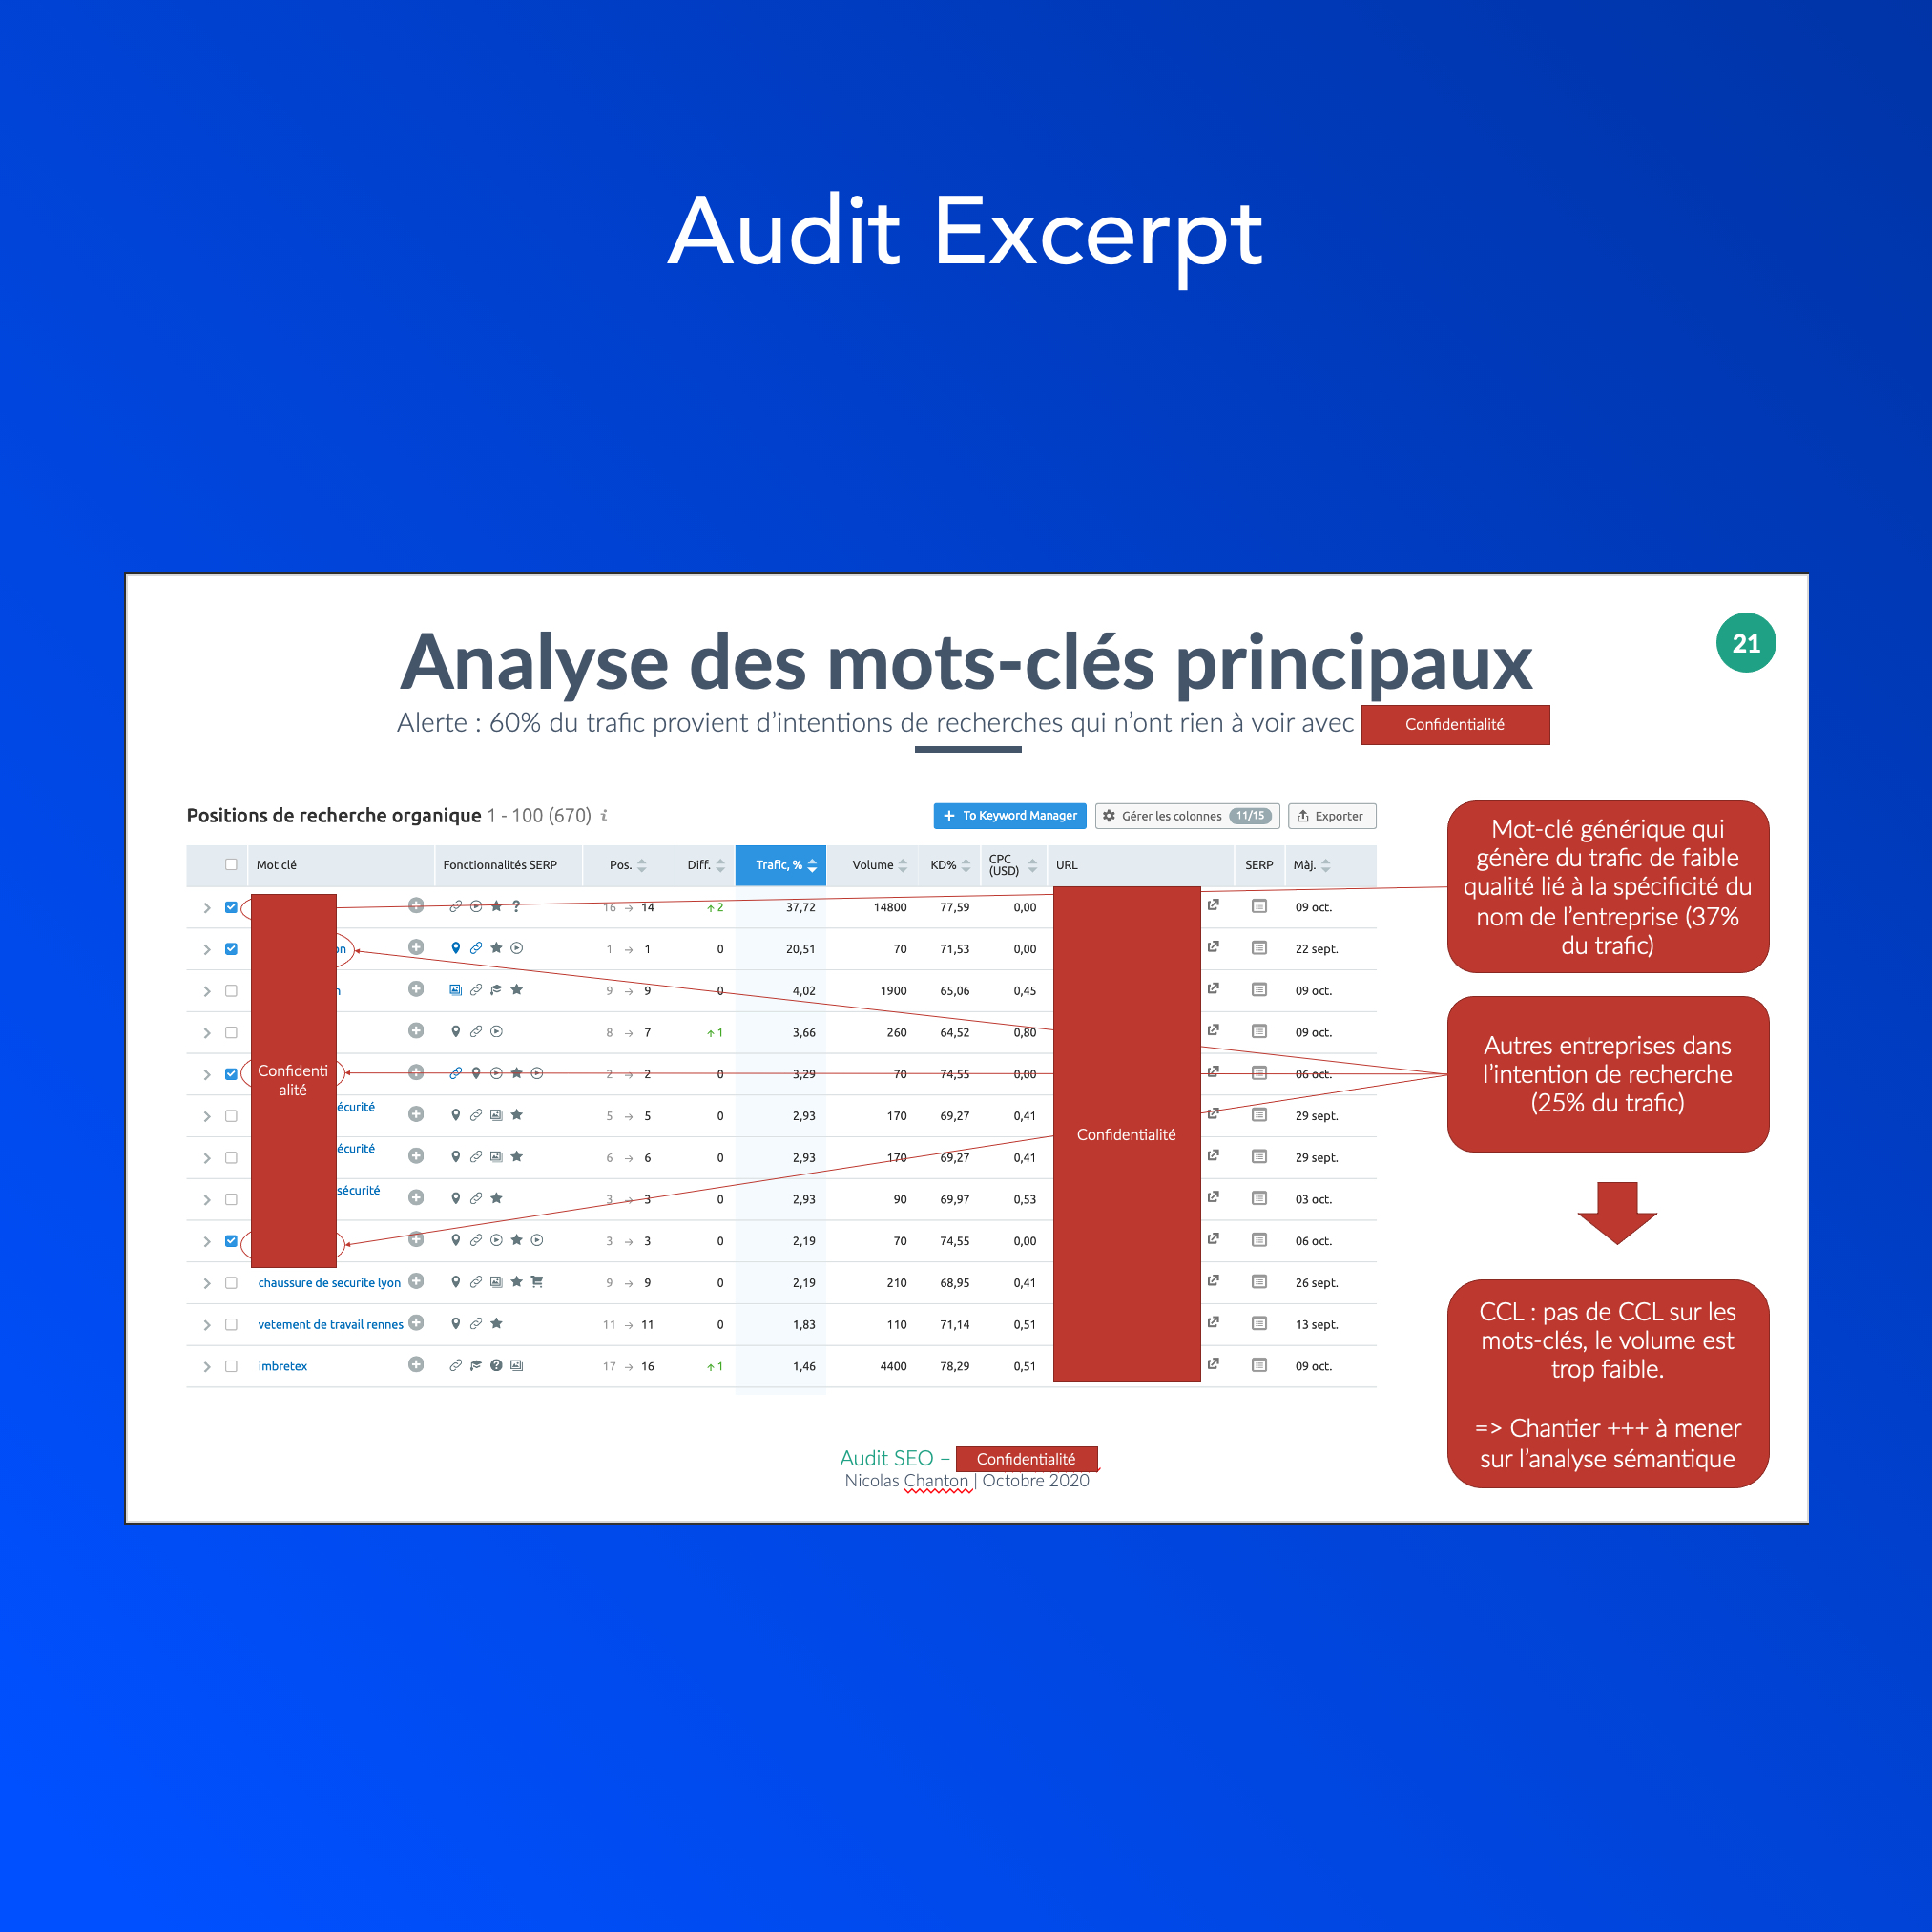 Audit Excerpt
Analyse des mots-clés principaux
21
Alerte : 60% du trafic provient d'intentions de recherches qui n'ont rien à voir avec Confidentialité
Positions de recherche organique 1 - 100 (670) i
+ To Keyword Manager
Gérer les colonnes 11/15
Exporter
Mot clé Fonctionnalités SERP Pos. Diff. Trafic, % Volume KD% CPC (USD) URL SERP Màj.
16 → 14 ↑2 37,72 14800 77,59 0,00 09 oct.
on 1 → 1 0 20,51 70 71,53 0,00 22 sept.
n 9 → 9 0 4,02 1900 65,06 0,45 09 oct.
8 → 7 ↑1 3,66 260 64,52 0,80 09 oct.
2 → 2 0 3,29 70 74,55 0,00 06 oct.
écurité 5 → 5 0 2,93 170 69,27 0,41 29 sept.
écurité 6 → 6 0 2,93 170 69,27 0,41 29 sept.
sécurité 3 → 3 0 2,93 90 69,97 0,53 03 oct.
3 → 3 0 2,19 70 74,55 0,00 06 oct.
chaussure de securite lyon 9 → 9 0 2,19 210 68,95 0,41 26 sept.
vetement de travail rennes 11 → 11 0 1,83 110 71,14 0,51 13 sept.
imbretex 17 → 16 ↑1 1,46 4400 78,29 0,51 09 oct.
Confidenti
alité
Confidentialité
Mot-clé générique qui
génère du trafic de faible
qualité lié à la spécificité du
nom de l'entreprise (37%
du trafic)
Autres entreprises dans
l'intention de recherche
(25% du trafic)
CCL : pas de CCL sur les
mots-clés, le volume est
trop faible.
=> Chantier +++ à mener
sur l'analyse sémantique
Audit SEO – Confidentialité
Nicolas Chanton | Octobre 2020